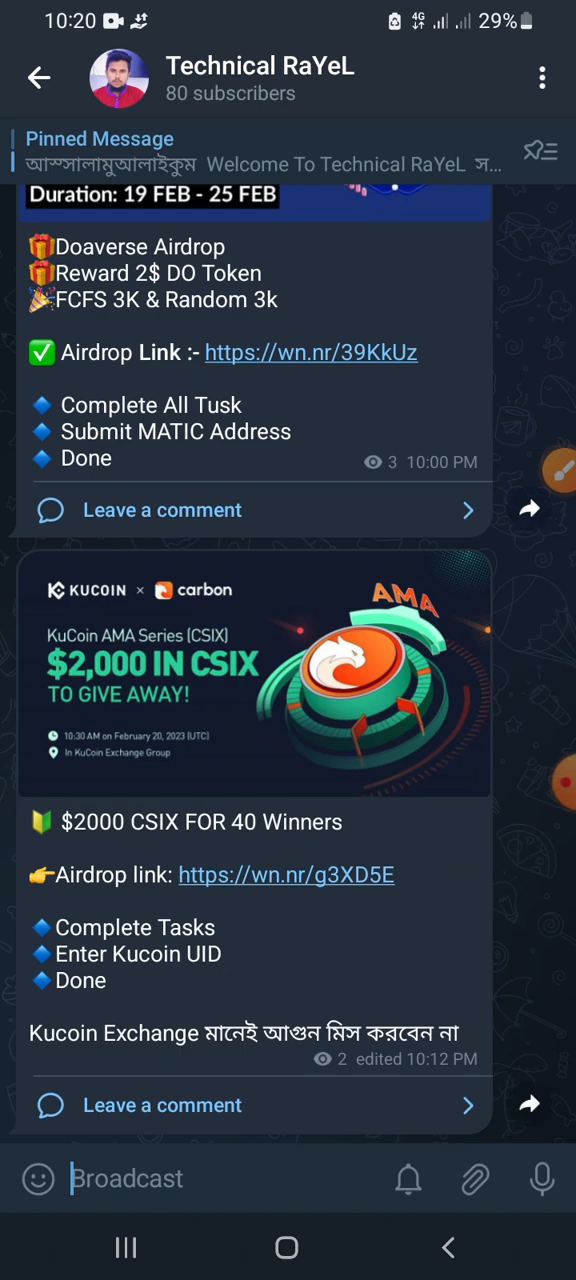 10:20
4G
29%
Technical RaYeL
80 subscribers
Pinned Message
আস্সালামুআলাইকুম Welcome To Technical RaYeL স...
Duration: 19 FEB - 25 FEB
🎁Doaverse Airdrop
🎁Reward 2$ DO Token
🎉FCFS 3K & Random 3k
✅ Airdrop Link :- https://wn.nr/39KkUz
🔹 Complete All Tusk
🔹 Submit MATIC Address
🔹 Done
3 10:00 PM
Leave a comment
KUCOIN × carbon
AMA
KuCoin AMA Series (CSIX)
$2,000 IN CSIX
TO GIVE AWAY!
10:30 AM on February 20, 2023 (UTC)
In KuCoin Exchange Group
🔰 $2000 CSIX FOR 40 Winners
👉Airdrop link: https://wn.nr/g3XD5E
🔹Complete Tasks
🔹Enter Kucoin UID
🔹Done
Kucoin Exchange মানেই আগুন মিস করবেন না
2 edited 10:12 PM
Leave a comment
Broadcast